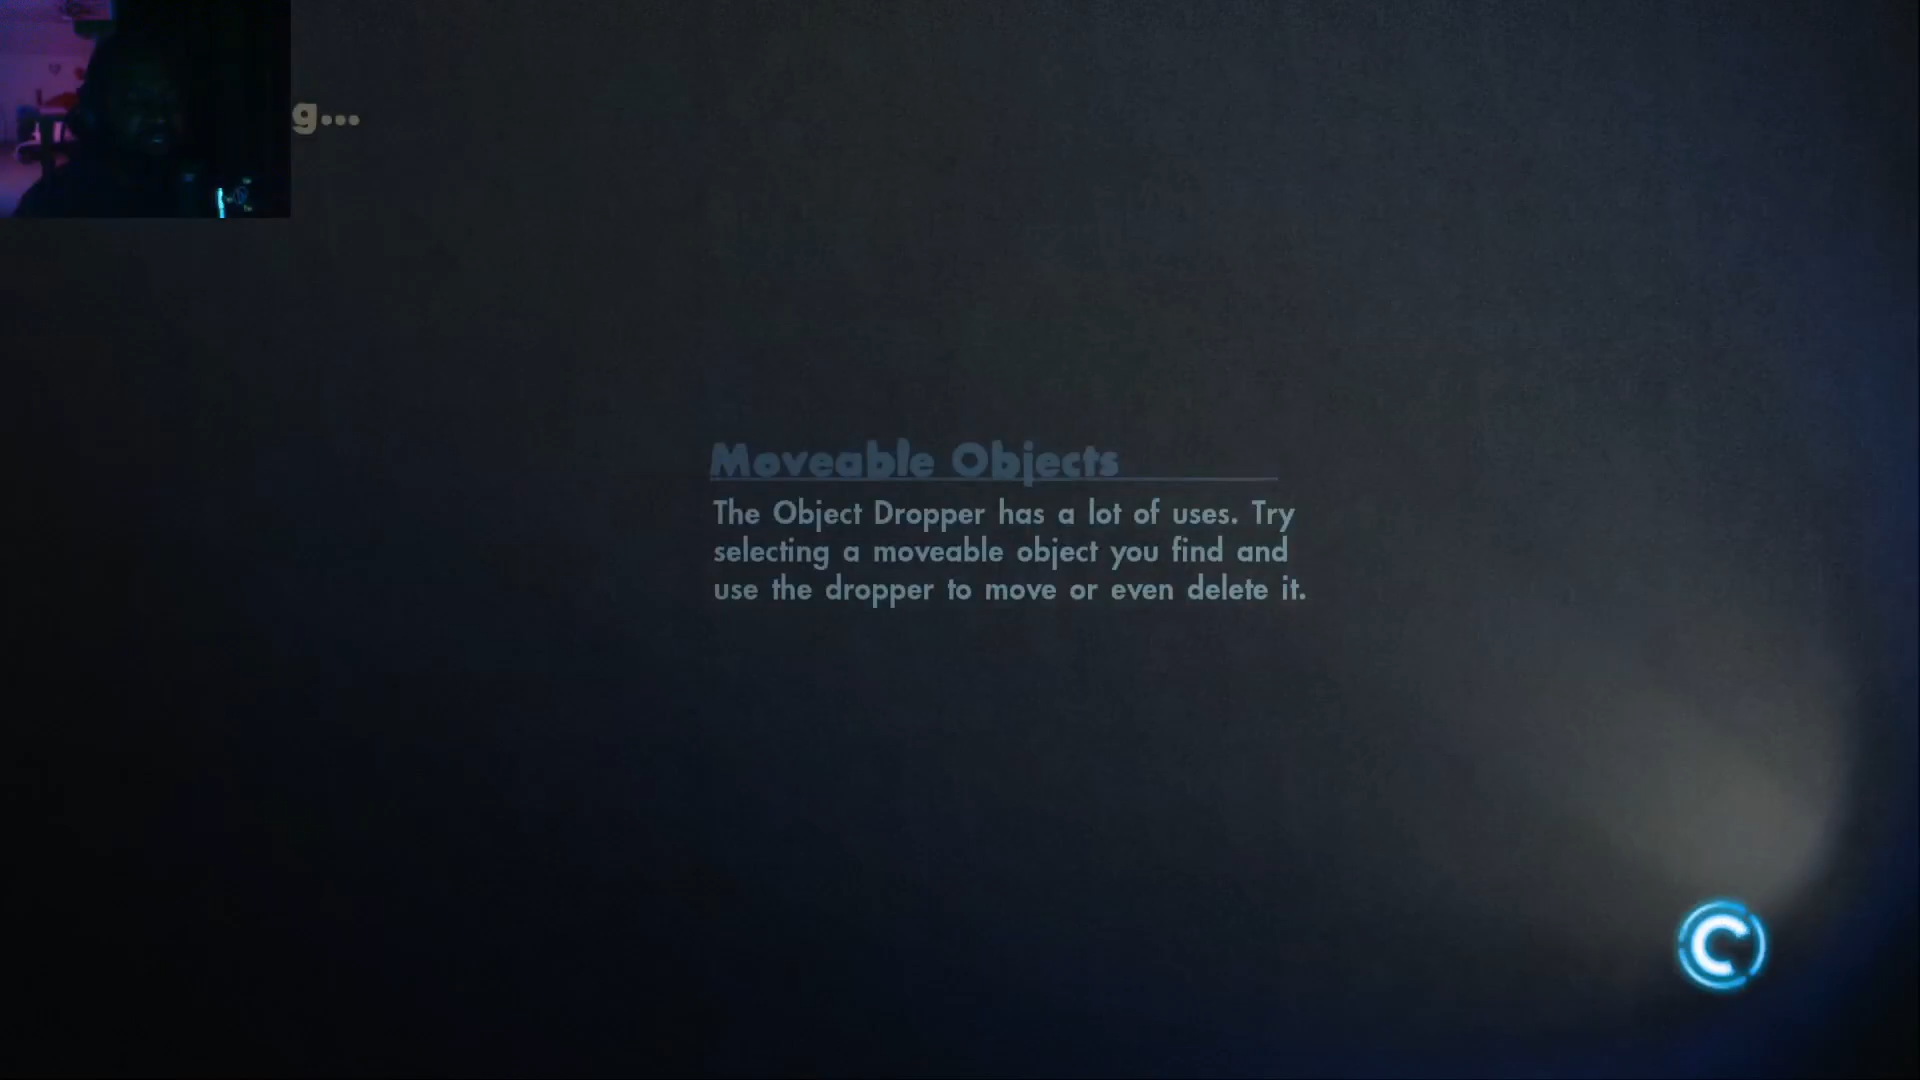 g...
Moveable Objects
The Object Dropper has a lot of uses. Try
selecting a moveable object you find and
use the dropper to move or even delete it.
C